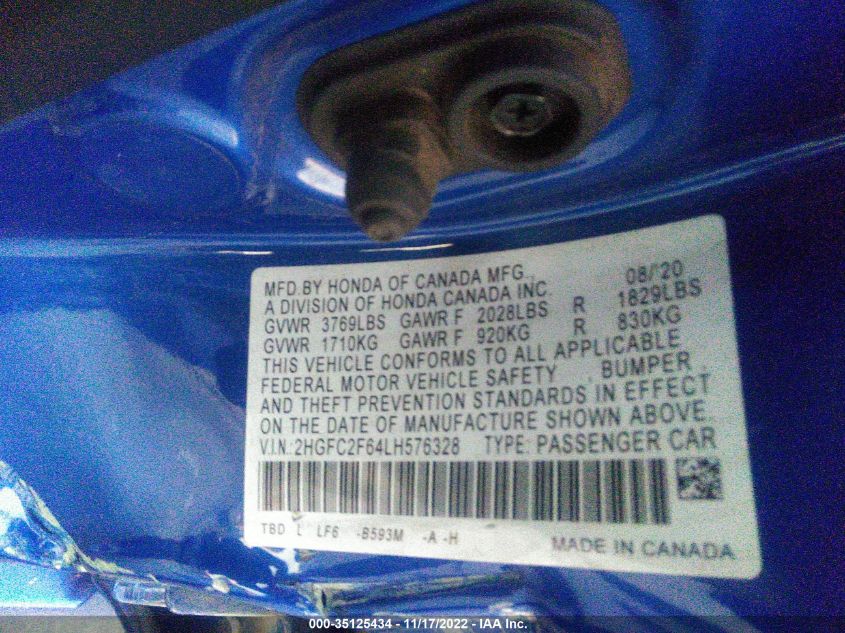 MFD.BY HONDA OF CANADA MFG., 08/'20
A DIVISION OF HONDA CANADA INC.
GVWR 3769LBS GAWR F 2028LBS R 1829LBS
GVWR 1710KG GAWR F 920KG R 830KG
THIS VEHICLE CONFORMS TO ALL APPLICABLE
FEDERAL MOTOR VEHICLE SAFETY, BUMPER
AND THEFT PREVENTION STANDARDS IN EFFECT
ON THE DATE OF MANUFACTURE SHOWN ABOVE.
V.I.N.:2HGFC2F64LH576328 TYPE: PASSENGER CAR
TBD L LF6 -B593M -A -H
MADE IN CANADA
000-35125434 - 11/17/2022 - IAA Inc.